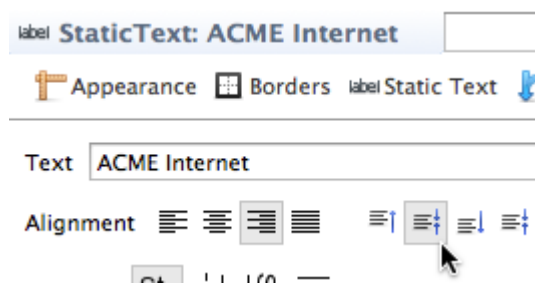 label StaticText: ACME Internet
Appearance Borders label Static Text
Text ACME Internet
Alignment